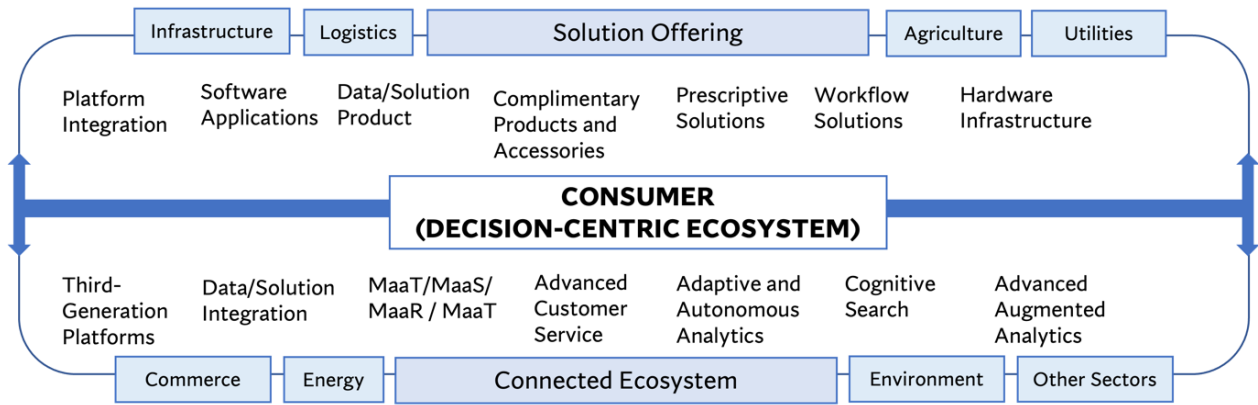 Infrastructure
Logistics
Solution Offering
Agriculture
Utilities
Platform
Integration
Software
Applications
Data/Solution
Product
Complimentary
Products and
Accessories
Prescriptive
Solutions
Workflow
Solutions
Hardware
Infrastructure
CONSUMER
(DECISION-CENTRIC ECOSYSTEM)
Third-
Generation
Platforms
Data/Solution
Integration
MaaT/MaaS/
MaaR / MaaT
Advanced
Customer
Service
Adaptive and
Autonomous
Analytics
Cognitive
Search
Advanced
Augmented
Analytics
Commerce
Energy
Connected Ecosystem
Environment
Other Sectors